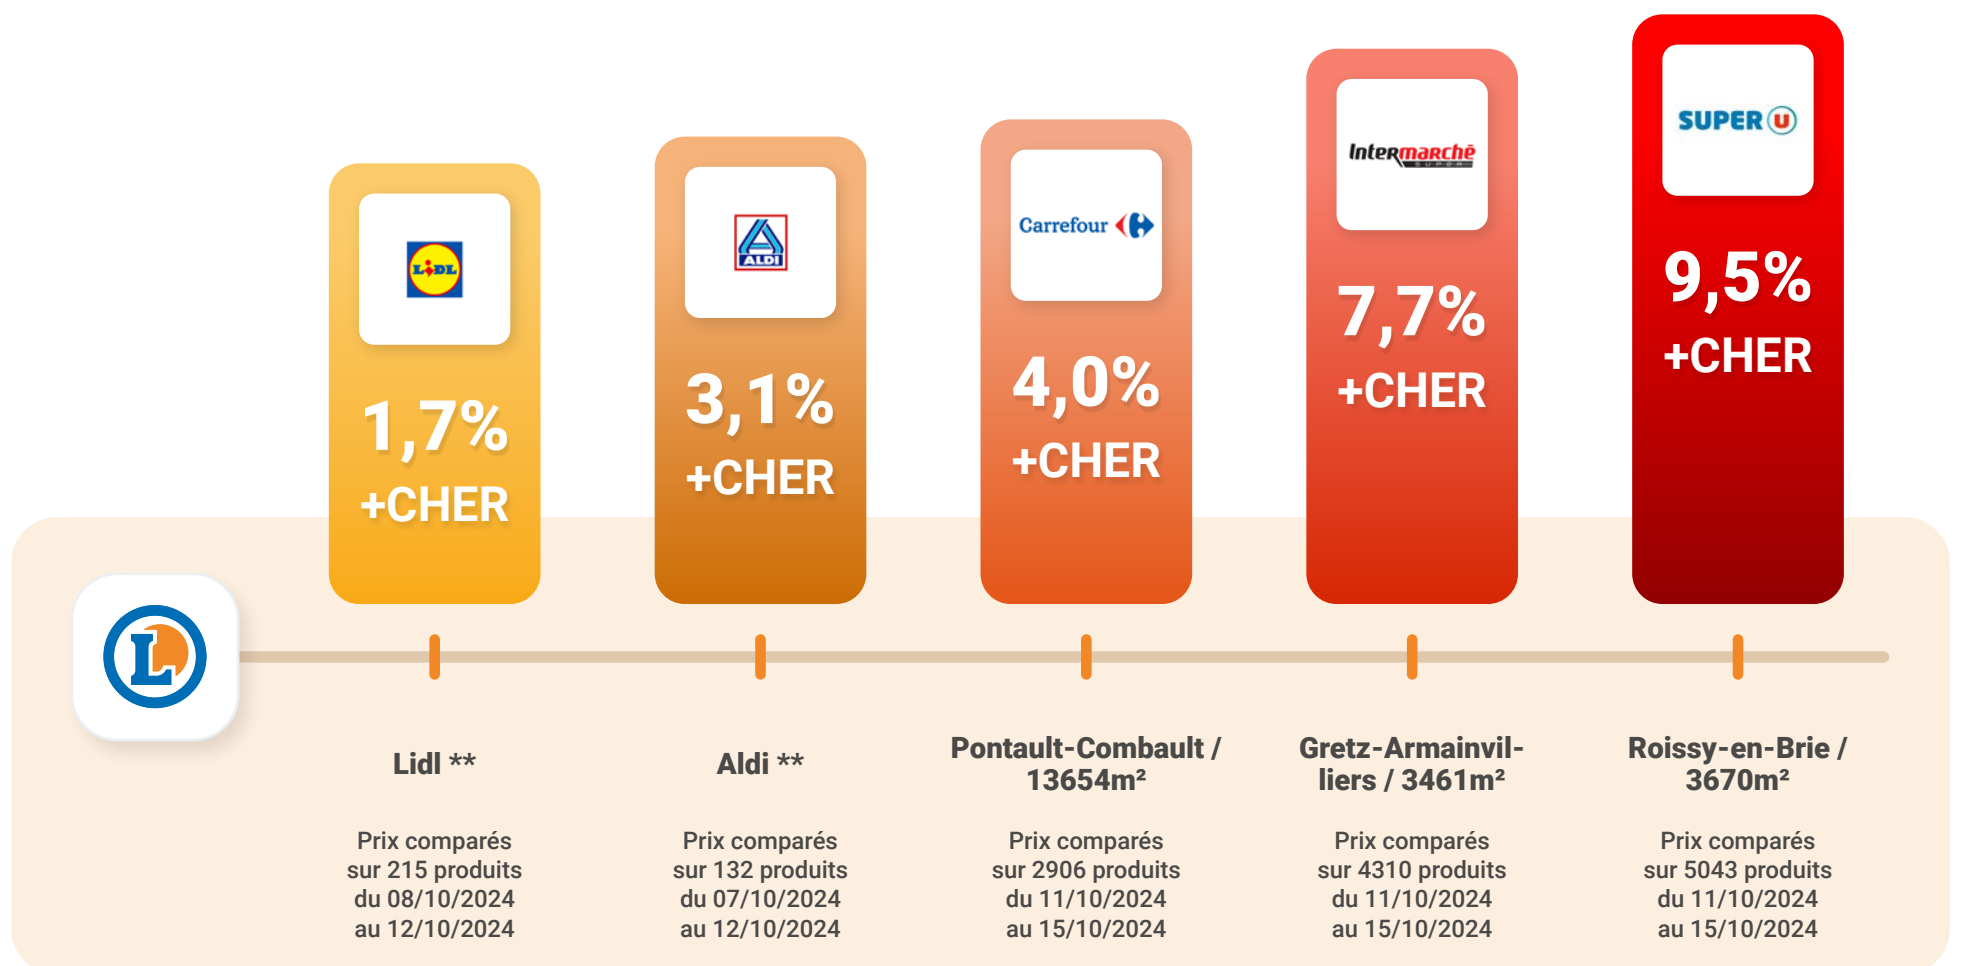 LIDL
1,7%
+CHER
ALDI
3,1%
+CHER
Carrefour
4,0%
+CHER
Intermarché
SUPER
7,7%
+CHER
SUPER U
9,5%
+CHER
L
Lidl **
Prix comparés
sur 215 produits
du 08/10/2024
au 12/10/2024
Aldi **
Prix comparés
sur 132 produits
du 07/10/2024
au 12/10/2024
Pontault-Combault /
13654m²
Prix comparés
sur 2906 produits
du 11/10/2024
au 15/10/2024
Gretz-Armainvil-
liers / 3461m²
Prix comparés
sur 4310 produits
du 11/10/2024
au 15/10/2024
Roissy-en-Brie /
3670m²
Prix comparés
sur 5043 produits
du 11/10/2024
au 15/10/2024